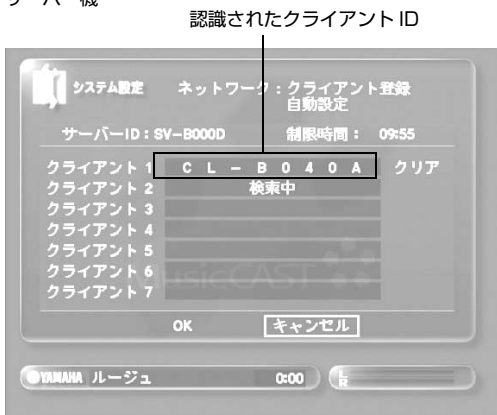 サーバー機
認識されたクライアント ID
システム設定 ネットワーク：クライアント登録
自動設定
サーバーID：SV−B000D 制限時間： 09:55
クライアント 1 C L − B 0 4 0 A クリア
クライアント 2 検索中
クライアント 3
クライアント 4
クライアント 5
クライアント 6
クライアント 7
MusicCAST
OK キャンセル
YAMAHA ルージュ 0:00 L
R